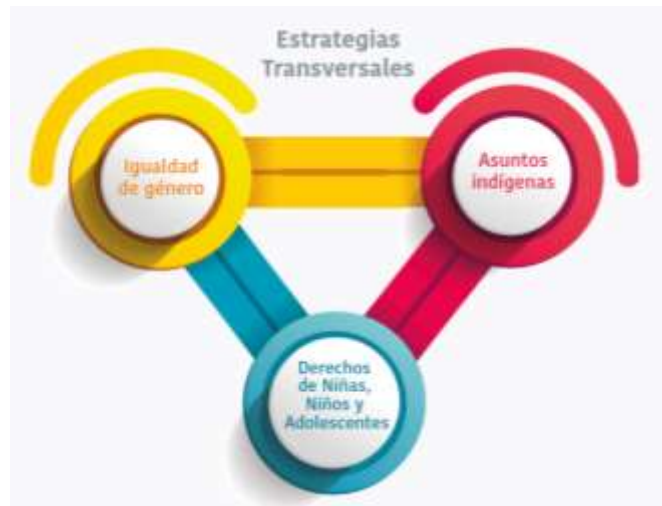 Estrategias
Transversales
Igualdad
de género
Asuntos
indígenas
Derechos
de Niñas,
Niños y
Adolescentes